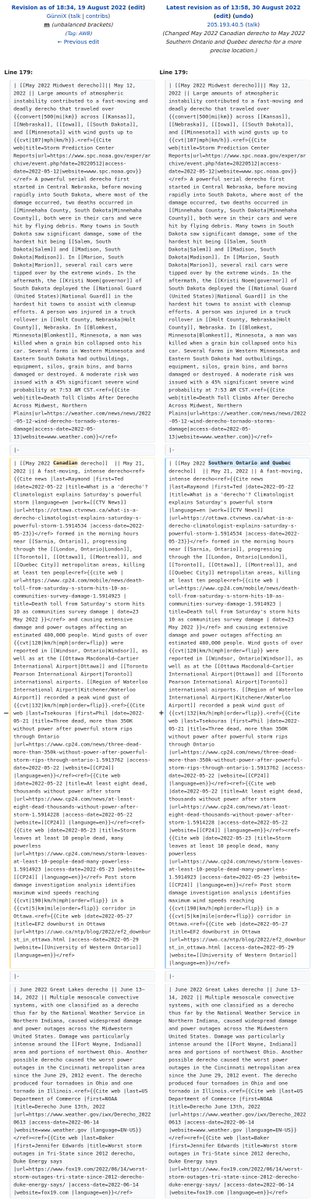 Revision as of 18:34, 19 August 2022 (edit)
GünniX (talk | contribs)
m (unbalanced brackets)
(Tag: AWB)
← Previous edit
Latest revision as of 13:58, 30 August 2022
(edit) (undo)
205.193.40.5 (talk)
(Changed May 2022 Canadian derecho to May 2022
Southern Ontario and Quebec derecho for a more
precise location.)
Line 179:
| [[May 2022 Midwest derecho]]|| May 12,
2022 || Large amounts of atmospheric
instability contributed to a fast-moving and
deadly derecho that traveled over
{{convert|500|mi|km}} across [[Kansas]],
[[Nebraska]], [[Iowa]], [[South Dakota]],
and [[Minnesota]] with wind gusts up to
{{cvt|107|mph|km/h}}.<ref>{{Cite
web|title=Storm Prediction Center
Reports|url=https://www.spc.noaa.gov/exper/ar
chive/event.php?date=20220512|access-
date=2022-05-12|website=www.spc.noaa.gov}}
</ref> A powerful serial derecho first
started in Central Nebraska, before moving
rapidly into South Dakota, where most of the
damage occurred, two deaths occurred in
[[Minnehaha County, South Dakota|Minnehaha
County]], both were in their cars and were
hit by flying debris. Many towns in South
Dakota saw significant damage, some of the
hardest hit being [[Salem, South
Dakota|Salem]] and [[Madison, South
Dakota|Madison]]. In [[Marion, South
Dakota|Marion]], several rail cars were
tipped over by the extreme winds. In the
aftermath, the [[Kristi Noem|governor]] of
South Dakota deployed the [[National Guard
(United States)|National Guard]] in the
hardest hit towns to assist with cleanup
efforts. A person was injured in a truck
rollover in [[Holt County, Nebraska|Holt
County]], Nebraska. In [[Blomkest,
Minnesota|Blomkest]], Minnesota, a man was
killed when a grain bin collapsed onto his
car. Several farms in Western Minnesota and
Eastern South Dakota had outbuildings,
equipment, silos, grain bins, and barns
damaged or destroyed. A moderate risk was
issued with a 45% significant severe wind
probability at 7:53 AM CST.<ref>{{Cite
web|title=Death Toll Climbs After Derecho
Across Midwest, Northern
Plains|url=https://weather.com/news/news/2022
-05-12-wind-derecho-tornado-storms-
damage|access-date=2022-05-
13|website=www.weather.com}}</ref>
|-
− | [[May 2022 Canadian derecho]] || May 21,
2022 || A fast-moving, intense derecho<ref>
{{Cite news |last=Raymond |first=Ted |date=2022-05-22 |title=What is a 'derecho'?
Climatologist explains Saturday's powerful
storm |language=en |work=[[CTV News]]
|url=https://ottawa.ctvnews.ca/what-is-a-
derecho-climatologist-explains-saturday-s-
powerful-storm-1.5914534 |access-date=2022-
05-23}}</ref> formed in the morning hours
near [[Sarnia, Ontario]], progressing
through the [[London, Ontario|London]],
[[Toronto]], [[Ottawa]], [[Montreal]], and
[[Quebec City]] metropolitan areas, killing
at least ten people<ref>{{cite web |
url=https://www.cp24.com/mobile/news/death-
toll-from-saturday-s-storm-hits-10-as-
communities-survey-damage-1.5914923 |
title=Death toll from Saturday's storm hits
10 as communities survey damage | date=23
May 2022 }}</ref> and causing extensive
damage and power outages affecting an
estimated 480,000 people. Wind gusts of over
{{cvt|120|km/h|mph|order=flip}} were
reported in [[Windsor, Ontario|Windsor]], as
well as at the [[Ottawa Macdonald-Cartier
International Airport|Ottawa]] and [[Toronto
Pearson International Airport|Toronto]]
airports. [[Region of Waterloo International
Airport|Kitchener/Waterloo
Airport]] recorded a peak wind gust of
{{cvt|132|km/h|mph|order=flip}}.<ref>{{Cite
web |last=Tsekouras |first=Phil |date=2022-
05-21 |title=Three dead, more than 350K
without power after powerful storm rips
through Ontario
|url=https://www.cp24.com/news/three-dead-
more-than-350k-without-power-after-powerful-
storm-rips-through-ontario-1.5913702 |access-
date=2022-05-22 |website=[[CP24]]
|language=en}}</ref><ref>{{Cite web |date=2022-05-22 |title=At least eight dead,
thousands without power after storm
|url=https://www.cp24.com/news/at-least-
eight-dead-thousands-without-power-after-
storm-1.5914228 |access-date=2022-05-22
|website=[[CP24]] |language=en}}</ref><ref>
{{Cite web |date=2022-05-23 |title=Storm
leaves at least 10 people dead, many
powerless
|url=https://www.cp24.com/news/storm-leaves-
at-least-10-people-dead-many-powerless-
1.5914923 |access-date=2022-05-23 |website=
[[CP24]] |language=en}}</ref> Post storm
damage investigation analysis identifies
maximum wind speeds reaching
{{cvt|190|km/h|mph|order=flip}} in a
{{cvt|5|km|mile|order=flip}} corridor in
Ottawa.<ref>{{Cite web |date=2022-05-27
|title=EF2 downburst in Ottawa
|url=https://uwo.ca/ntp/blog/2022/ef2_downbur
st_in_ottawa.html |access-date=2022-05-29
|website=[[University of Western Ontario]]
|language=en}}</ref>
|-
| June 2022 Great Lakes derecho || June 13–
14, 2022 || Multiple mesoscale convective
systems, with one classified as a derecho
thus far by the National Weather Service in
Northern Indiana, caused widespread damage
and power outages across the Midwestern
United States. Damage was particularly
intense around the [[Fort Wayne, Indiana]]
area and portions of northwest Ohio. Another
possible derecho caused the worst power
outages in the Cincinnati metropolitan area
since the June 29, 2012 event. The derecho
produced four tornadoes in Ohio and one
tornado in Illinois.<ref>{{Cite web |last=US
Department of Commerce |first=NOAA
|title=Derecho June 13th, 2022
|url=https://www.weather.gov/iwx/Derecho_2022
0613 |access-date=2022-06-14
|website=www.weather.gov |language=EN-US}}
</ref><ref>{{Cite web |last=Baker
|first=Jennifer Edwards |title=Worst storm
outages in Tri-State since 2012 derecho,
Duke Energy says
|url=https://www.fox19.com/2022/06/14/worst-
storm-outages-tri-state-since-2012-derecho-
duke-energy-says/ |access-date=2022-06-14
|website=https://www.fox19.com |language=en}}
</ref>
Line 179:
| [[May 2022 Midwest derecho]]|| May 12,
2022 || Large amounts of atmospheric
instability contributed to a fast-moving and
deadly derecho that traveled over
{{convert|500|mi|km}} across [[Kansas]],
[[Nebraska]], [[Iowa]], [[South Dakota]],
and [[Minnesota]] with wind gusts up to
{{cvt|107|mph|km/h}}.<ref>{{Cite
web|title=Storm Prediction Center
Reports|url=https://www.spc.noaa.gov/exper/ar
chive/event.php?date=20220512|access-
date=2022-05-12|website=www.spc.noaa.gov}}
</ref> A powerful serial derecho first
started in Central Nebraska, before moving
rapidly into South Dakota, where most of the
damage occurred, two deaths occurred in
[[Minnehaha County, South Dakota|Minnehaha
County]], both were in their cars and were
hit by flying debris. Many towns in South
Dakota saw significant damage, some of the
hardest hit being [[Salem, South
Dakota|Salem]] and [[Madison, South
Dakota|Madison]]. In [[Marion, South
Dakota|Marion]], several rail cars were
tipped over by the extreme winds. In the
aftermath, the [[Kristi Noem|governor]] of
South Dakota deployed the [[National Guard
(United States)|National Guard]] in the
hardest hit towns to assist with cleanup
efforts. A person was injured in a truck
rollover in [[Holt County, Nebraska|Holt
County]], Nebraska. In [[Blomkest,
Minnesota|Blomkest]], Minnesota, a man was
killed when a grain bin collapsed onto his
car. Several farms in Western Minnesota and
Eastern South Dakota had outbuildings,
equipment, silos, grain bins, and barns
damaged or destroyed. A moderate risk was
issued with a 45% significant severe wind
probability at 7:53 AM CST.<ref>{{Cite
web|title=Death Toll Climbs After Derecho
Across Midwest, Northern
Plains|url=https://weather.com/news/news/2022
-05-12-wind-derecho-tornado-storms-
damage|access-date=2022-05-
13|website=www.weather.com}}</ref>
|-
+ | [[May 2022 Southern Ontario and Quebec
derecho]] || May 21, 2022 || A fast-moving,
intense derecho<ref>{{Cite news
|last=Raymond |first=Ted |date=2022-05-22
|title=What is a 'derecho'? Climatologist
explains Saturday's powerful storm
|language=en |work=[[CTV News]]
|url=https://ottawa.ctvnews.ca/what-is-a-
derecho-climatologist-explains-saturday-s-
powerful-storm-1.5914534 |access-date=2022-
05-23}}</ref> formed in the morning hours
near [[Sarnia, Ontario]], progressing
through the [[London, Ontario|London]],
[[Toronto]], [[Ottawa]], [[Montreal]], and
[[Quebec City]] metropolitan areas, killing
at least ten people<ref>{{cite web |
url=https://www.cp24.com/mobile/news/death-
toll-from-saturday-s-storm-hits-10-as-
communities-survey-damage-1.5914923 |
title=Death toll from Saturday's storm hits
10 as communities survey damage | date=23
May 2022 }}</ref> and causing extensive
damage and power outages affecting an
estimated 480,000 people. Wind gusts of over
{{cvt|120|km/h|mph|order=flip}} were
reported in [[Windsor, Ontario|Windsor]], as
well as at the [[Ottawa Macdonald-Cartier
International Airport|Ottawa]] and [[Toronto
Pearson International Airport|Toronto]]
airports. [[Region of Waterloo International
Airport|Kitchener/Waterloo
Airport]] recorded a peak wind gust of
{{cvt|132|km/h|mph|order=flip}}.<ref>{{Cite
web |last=Tsekouras |first=Phil |date=2022-
05-21 |title=Three dead, more than 350K
without power after powerful storm rips
through Ontario
|url=https://www.cp24.com/news/three-dead-
more-than-350k-without-power-after-powerful-
storm-rips-through-ontario-1.5913702 |access-
date=2022-05-22 |website=[[CP24]]
|language=en}}</ref><ref>{{Cite web |date=2022-05-22 |title=At least eight dead,
thousands without power after storm
|url=https://www.cp24.com/news/at-least-
eight-dead-thousands-without-power-after-
storm-1.5914228 |access-date=2022-05-22
|website=[[CP24]] |language=en}}</ref><ref>
{{Cite web |date=2022-05-23 |title=Storm
leaves at least 10 people dead, many
powerless
|url=https://www.cp24.com/news/storm-leaves-
at-least-10-people-dead-many-powerless-
1.5914923 |access-date=2022-05-23 |website=
[[CP24]] |language=en}}</ref> Post storm
damage investigation analysis identifies
maximum wind speeds reaching
{{cvt|190|km/h|mph|order=flip}} in a
{{cvt|5|km|mile|order=flip}} corridor in
Ottawa.<ref>{{Cite web |date=2022-05-27
|title=EF2 downburst in Ottawa
|url=https://uwo.ca/ntp/blog/2022/ef2_downbur
st_in_ottawa.html |access-date=2022-05-29
|website=[[University of Western Ontario]]
|language=en}}</ref>
|-
| June 2022 Great Lakes derecho || June 13–
14, 2022 || Multiple mesoscale convective
systems, with one classified as a derecho
thus far by the National Weather Service in
Northern Indiana, caused widespread damage
and power outages across the Midwestern
United States. Damage was particularly
intense around the [[Fort Wayne, Indiana]]
area and portions of northwest Ohio. Another
possible derecho caused the worst power
outages in the Cincinnati metropolitan area
since the June 29, 2012 event. The derecho
produced four tornadoes in Ohio and one
tornado in Illinois.<ref>{{Cite web |last=US
Department of Commerce |first=NOAA
|title=Derecho June 13th, 2022
|url=https://www.weather.gov/iwx/Derecho_2022
0613 |access-date=2022-06-14
|website=www.weather.gov |language=EN-US}}
</ref><ref>{{Cite web |last=Baker
|first=Jennifer Edwards |title=Worst storm
outages in Tri-State since 2012 derecho,
Duke Energy says
|url=https://www.fox19.com/2022/06/14/worst-
storm-outages-tri-state-since-2012-derecho-
duke-energy-says/ |access-date=2022-06-14
|website=https://www.fox19.com |language=en}}
</ref>